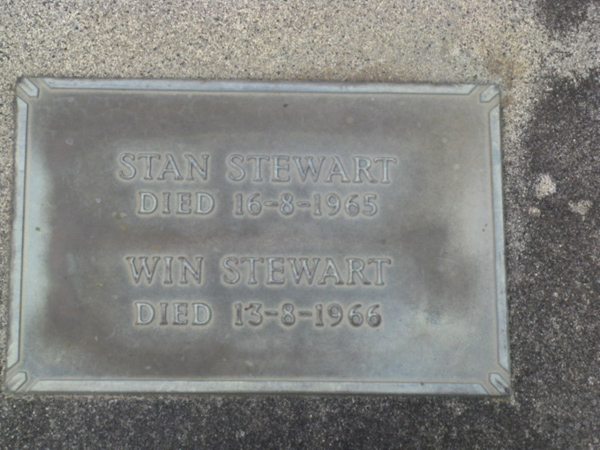 STAN STEWART
DIED 16-8-1965
WIN STEWART
DIED 13-8-1966